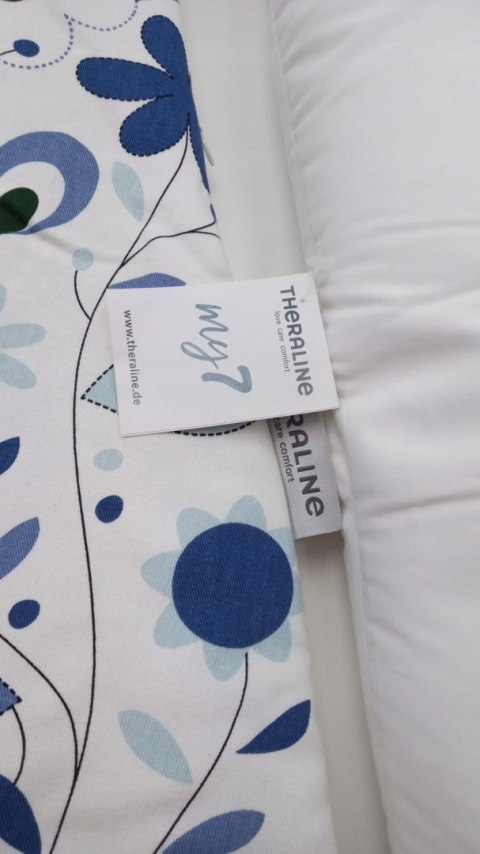 THERALINE
love care comfort
my7
www.theraline.de
RALINE
care comfort